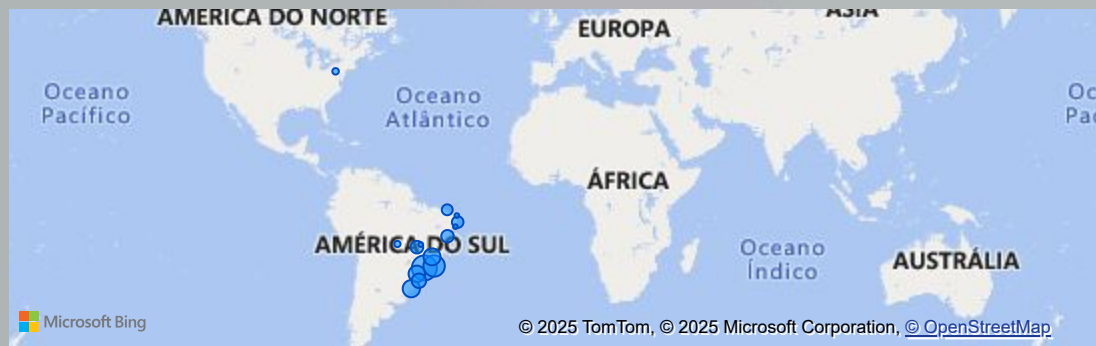 AMÉRICA DO NORTE
EUROPA
ÁSIA
Oceano
Pacífico
Oceano
Atlântico
Oc
Pa
ÁFRICA
AMÉRICA DO SUL
Oceano
Índico
AUSTRÁLIA
Microsoft Bing
© 2025 TomTom, © 2025 Microsoft Corporation, © OpenStreetMap